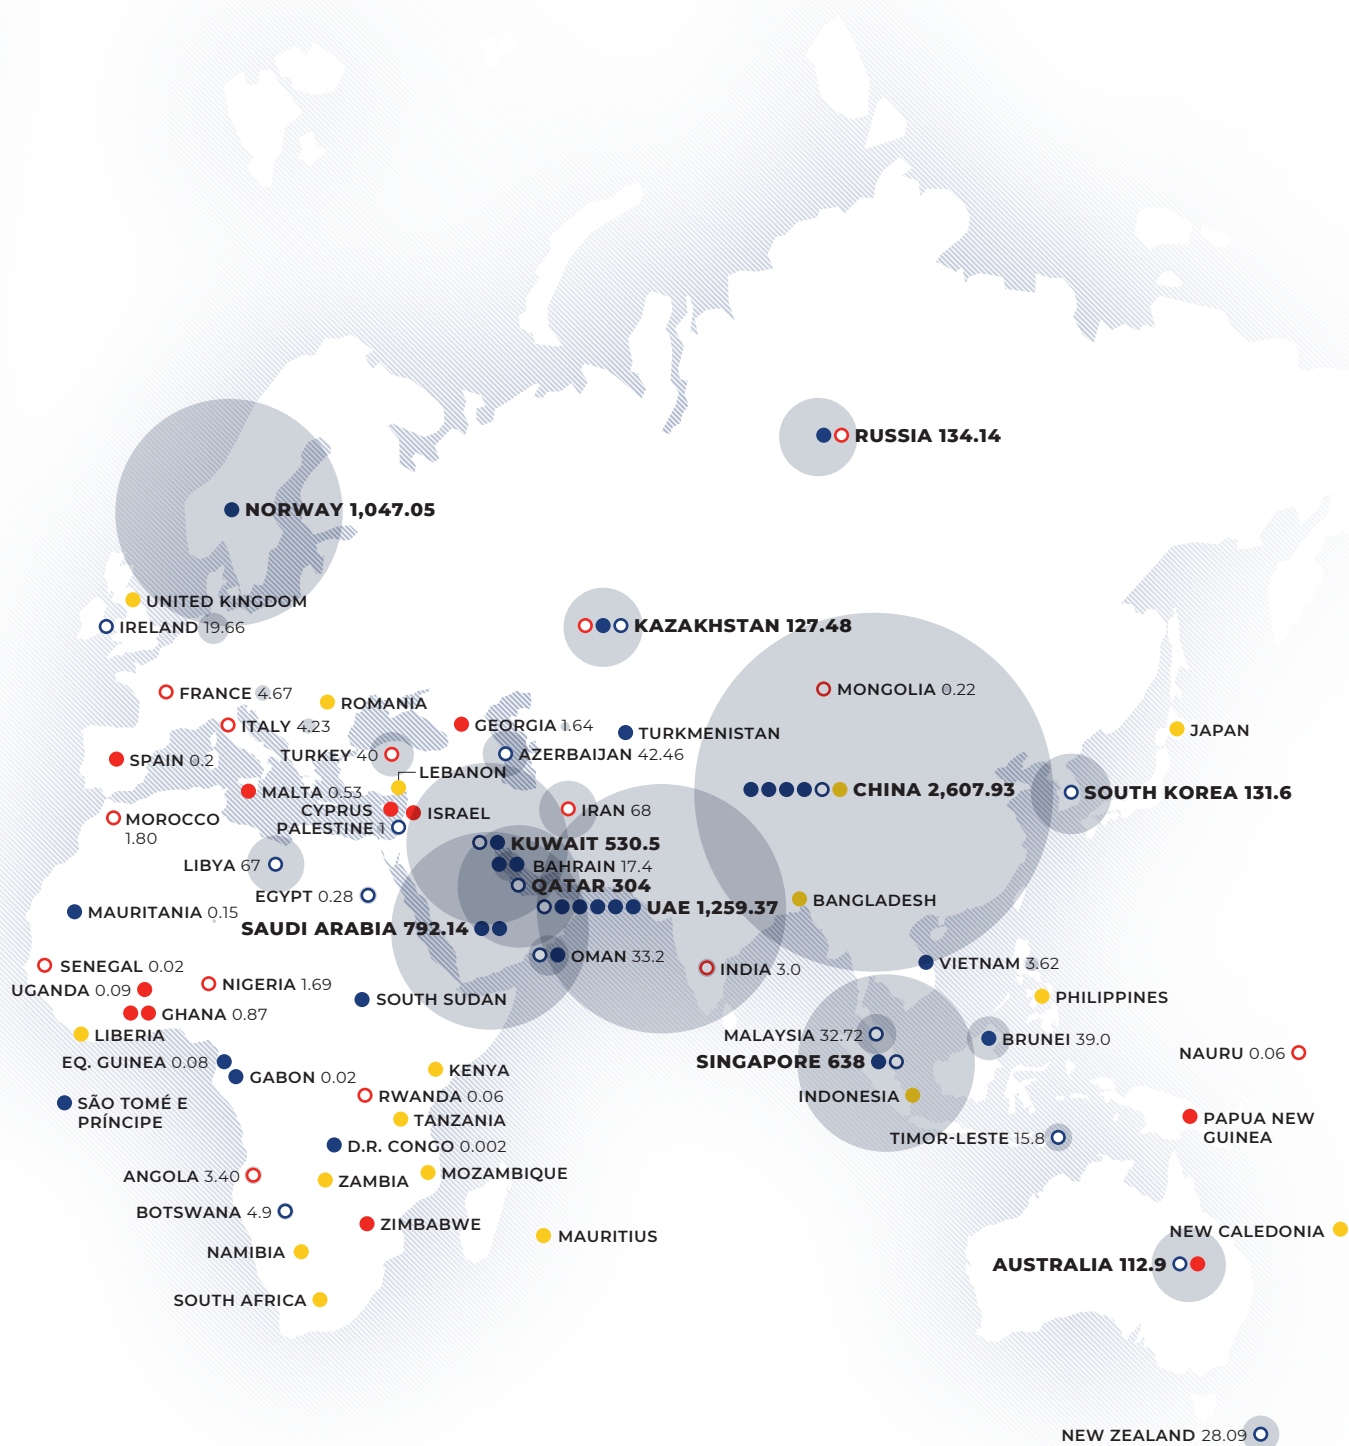 RUSSIA 134.14
NORWAY 1,047.05
UNITED KINGDOM
IRELAND 19.66
KAZAKHSTAN 127.48
FRANCE 4.67
ROMANIA
MONGOLIA 0.22
ITALY 4.23
GEORGIA 1.64
TURKMENISTAN
JAPAN
SPAIN 0.2
TURKEY 40
AZERBAIJAN 42.46
LEBANON
MALTA 0.53
CHINA 2,607.93
SOUTH KOREA 131.6
CYPRUS
ISRAEL
IRAN 68
MOROCCO
1.80
PALESTINE 1
KUWAIT 530.5
LIBYA 67
BAHRAIN 17.4
QATAR 304
EGYPT 0.28
UAE 1,259.37
BANGLADESH
MAURITANIA 0.15
SAUDI ARABIA 792.14
OMAN 33.2
VIETNAM 3.62
SENEGAL 0.02
INDIA 3.0
NIGERIA 1.69
UGANDA 0.09
SOUTH SUDAN
PHILIPPINES
GHANA 0.87
LIBERIA
MALAYSIA 32.72
BRUNEI 39.0
EQ. GUINEA 0.08
SINGAPORE 638
NAURU 0.06
GABON 0.02
KENYA
RWANDA 0.06
INDONESIA
SÃO TOMÉ E
PRÍNCIPE
TANZANIA
PAPUA NEW
GUINEA
D.R. CONGO 0.002
TIMOR-LESTE 15.8
ANGOLA 3.40
ZAMBIA
MOZAMBIQUE
BOTSWANA 4.9
ZIMBABWE
MAURITIUS
NEW CALEDONIA
NAMIBIA
AUSTRALIA 112.9
SOUTH AFRICA
NEW ZEALAND 28.09